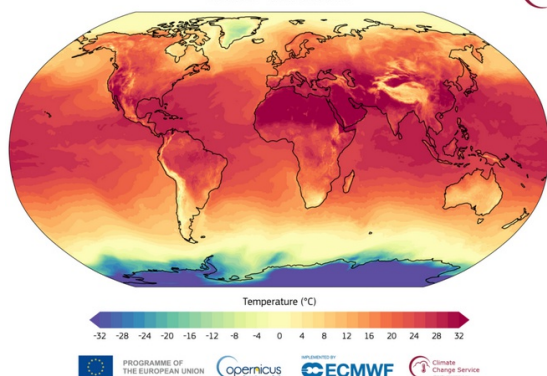 Temperature (°C)
-32 -28 -24 -20 -16 -12 -8 -4 0 4 8 12 16 20 24 28 32
PROGRAMME OF
THE EUROPEAN UNION
opernicus
IMPLEMENTED BY
ECMWF
Climate
Change Service